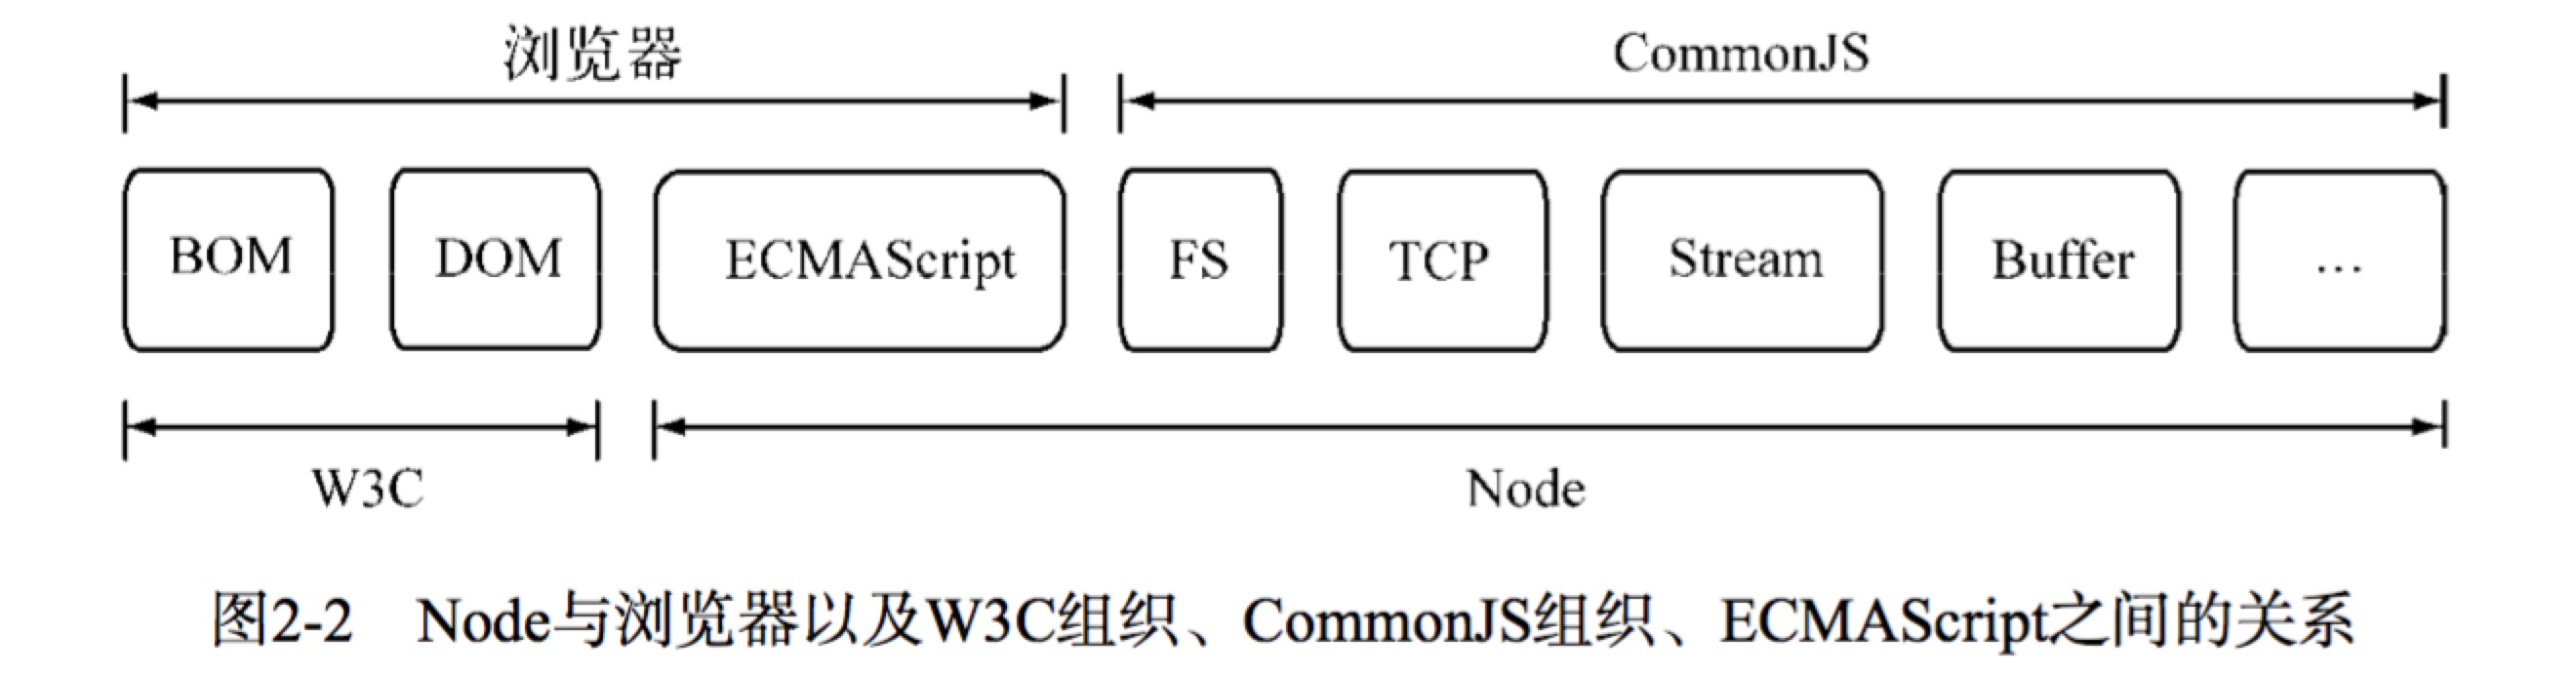 浏览器 CommonJS
BOM DOM ECMAScript FS TCP Stream Buffer ...
W3C Node
图2-2 Node与浏览器以及W3C组织、CommonJS组织、ECMAScript之间的关系